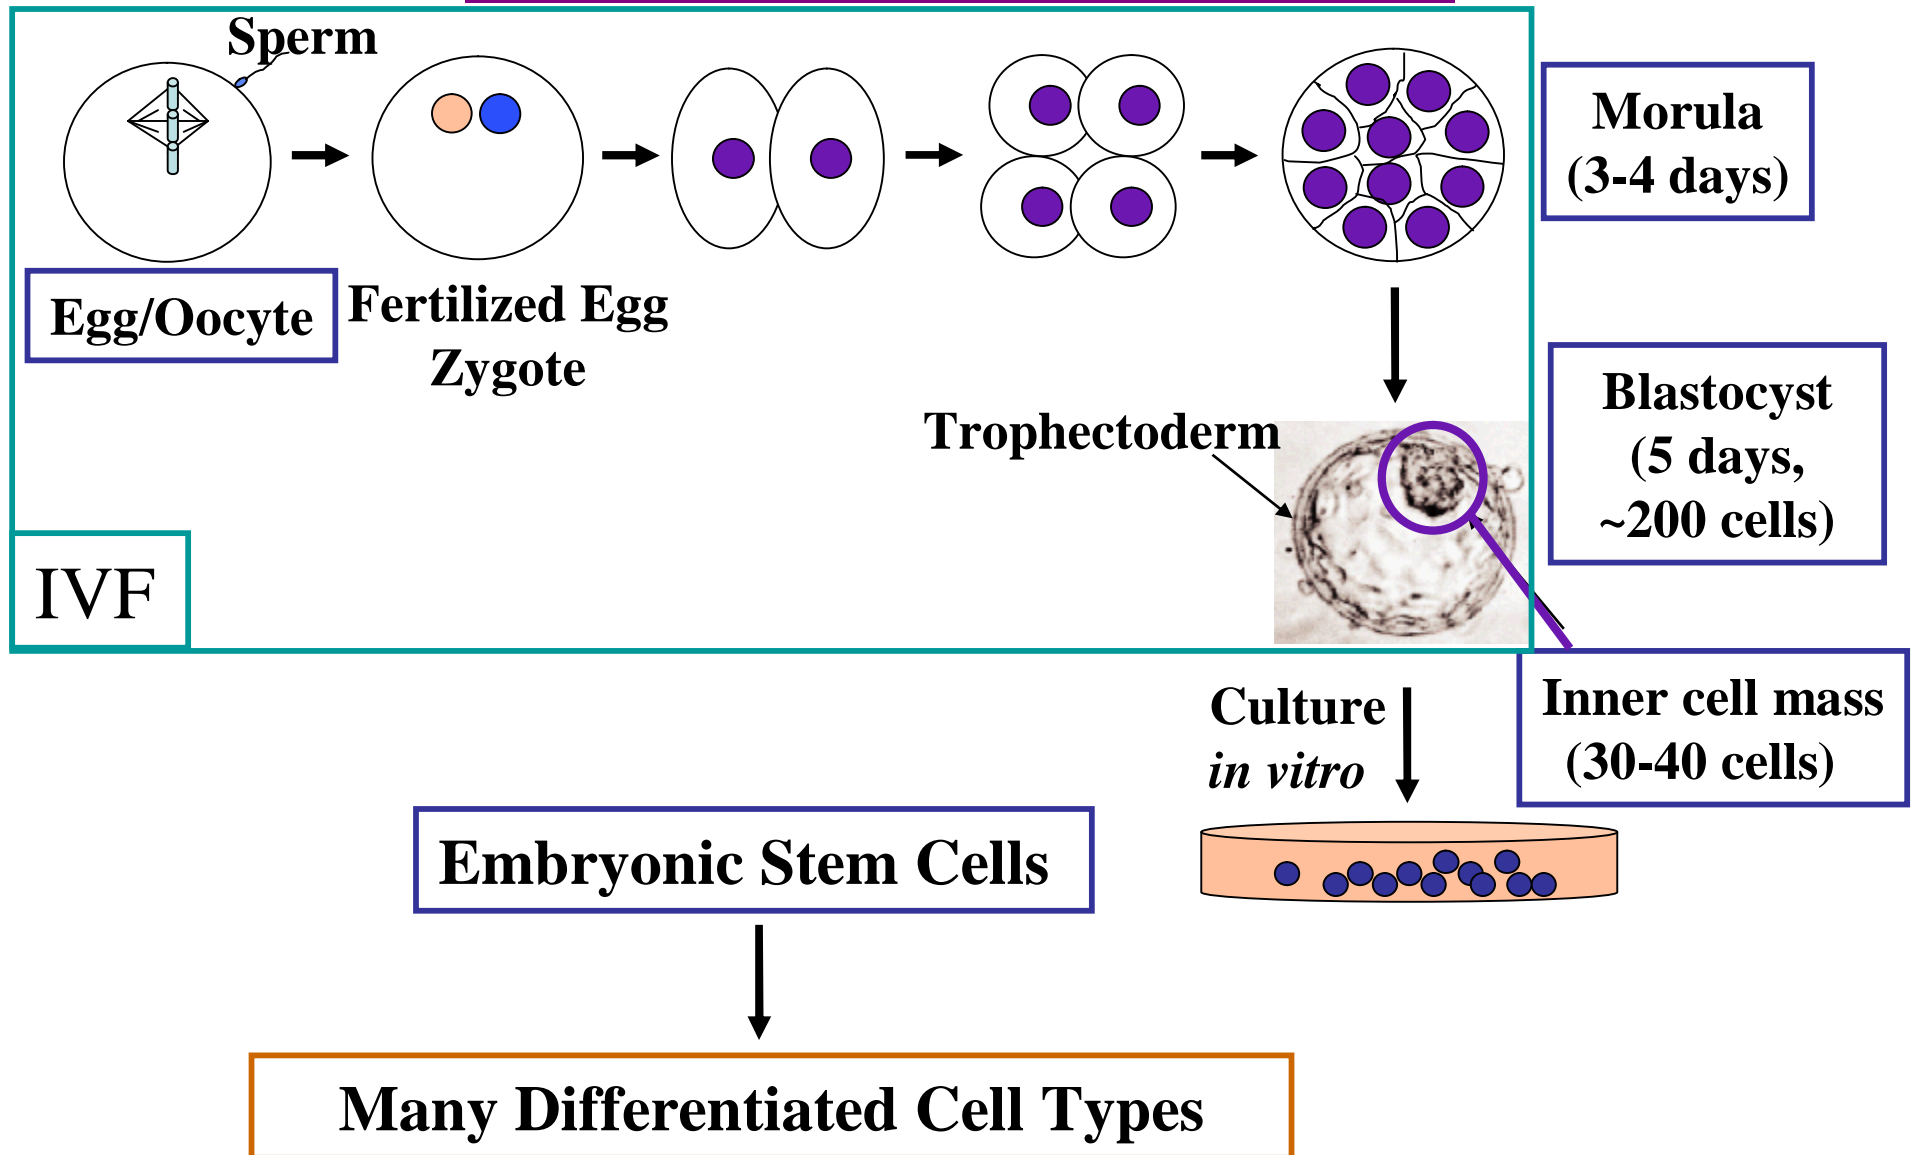 Sperm
Egg/Oocyte
Fertilized Egg
Zygote
Morula
(3-4 days)
Trophectoderm
Blastocyst
(5 days,
~200 cells)
IVF
Inner cell mass
(30-40 cells)
Culture
in vitro
Embryonic Stem Cells
Many Differentiated Cell Types